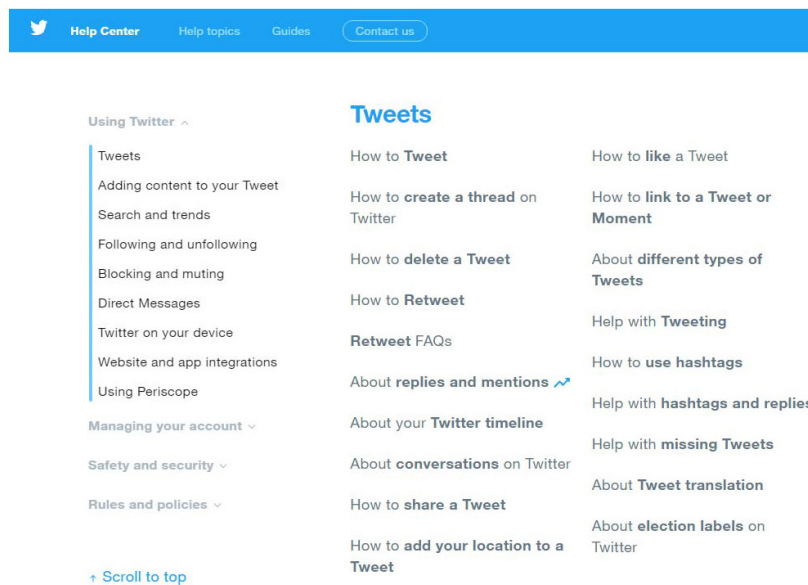 Help Center Help topics Guides Contact us
Using Twitter
Tweets
Adding content to your Tweet
Search and trends
Following and unfollowing
Blocking and muting
Direct Messages
Twitter on your device
Website and app integrations
Using Periscope
Managing your account
Safety and security
Rules and policies
Scroll to top
Tweets
How to Tweet
How to create a thread on
Twitter
How to delete a Tweet
How to Retweet
Retweet FAQs
About replies and mentions
About your Twitter timeline
About conversations on Twitter
How to share a Tweet
How to add your location to a
Tweet
How to like a Tweet
How to link to a Tweet or
Moment
About different types of
Tweets
Help with Tweeting
How to use hashtags
Help with hashtags and replies
Help with missing Tweets
About Tweet translation
About election labels on
Twitter